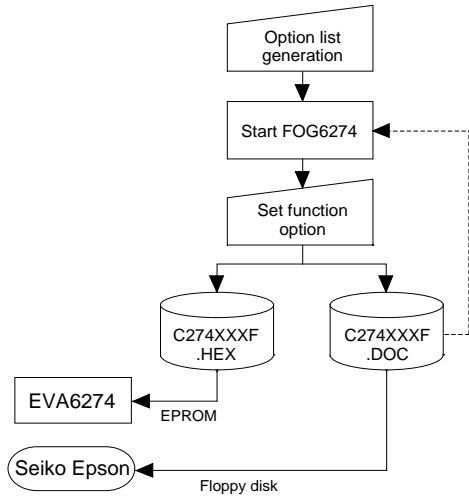 Option list
generation
Start FOG6274
Set function
option
C274XXXF
.HEX
C274XXXF
.DOC
EVA6274
EPROM
Seiko Epson
Floppy disk